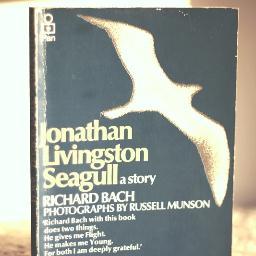 Pan
Jonathan
Livingston
Seagull a story
RICHARD BACH
PHOTOGRAPHS BY RUSSELL MUNSON
'Richard Bach with this book
does two things.
He gives me Flight.
He makes me Young.
For both I am deeply grateful.'